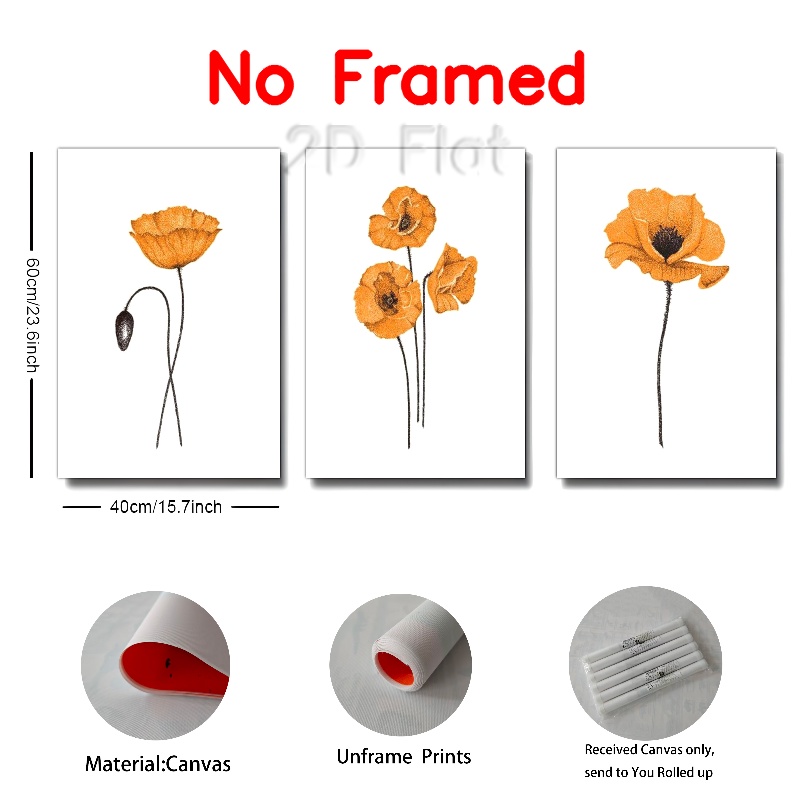 No Framed
2D Flat
60cm/23.6inch
40cm/15.7inch
Material:Canvas
Unframe Prints
Received Canvas only,
send to You Rolled up